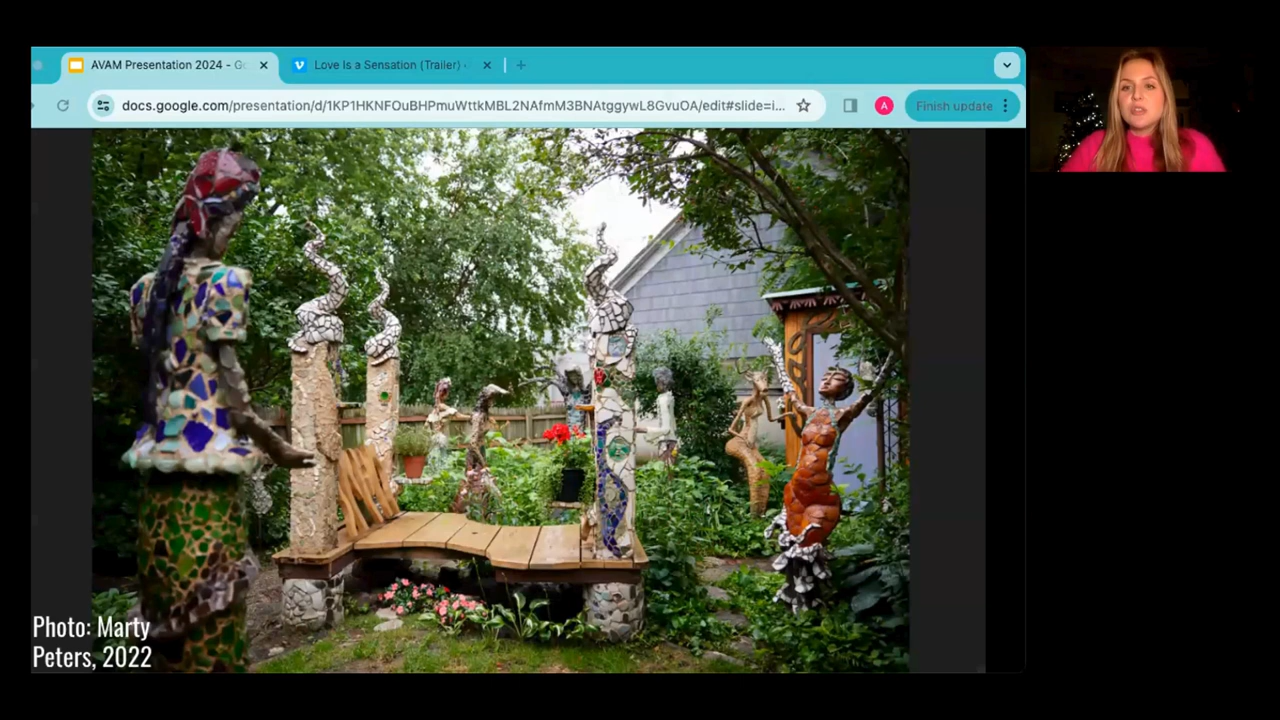 AVAM Presentation 2024 - Go
Love Is a Sensation (Trailer)
docs.google.com/presentation/d/1KP1HKNFOuBHPmuWttkMBL2NAfmM3BNAtggywL8GvuOA/edit#slide=i...
A
Finish update
Photo: Marty
Peters, 2022